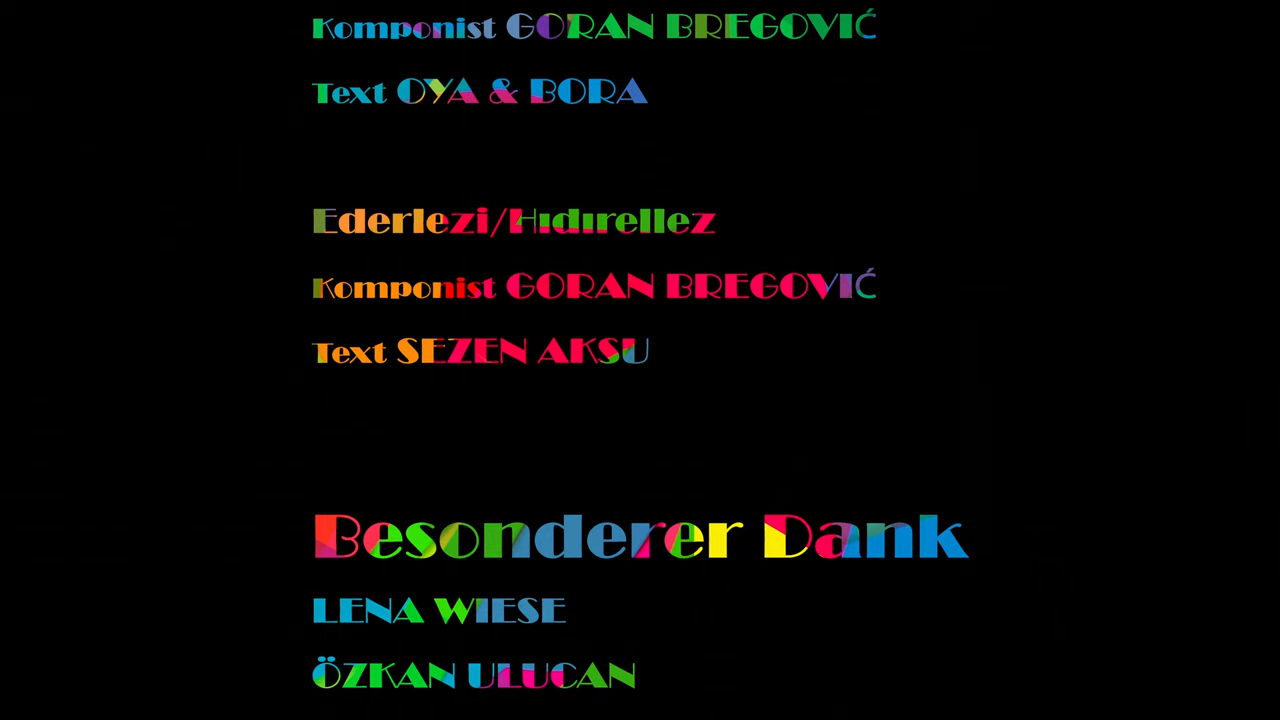 Komponist GORAN BREGOVIĆ
Text OYA & BORA
Ederlezi/Hıdırellez
Komponist GORAN BREGOVIĆ
Text SEZEN AKSU
Besonderer Dank
LENA WIESE
ÖZKAN ULUCAN